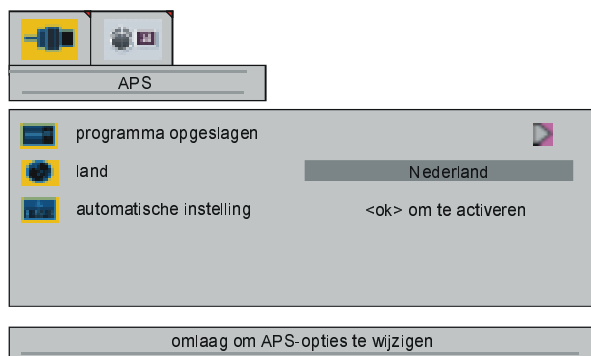 APS
programma opgeslagen
land Nederland
automatische instelling <ok> om te activeren
omlaag om APS-opties te wijzigen